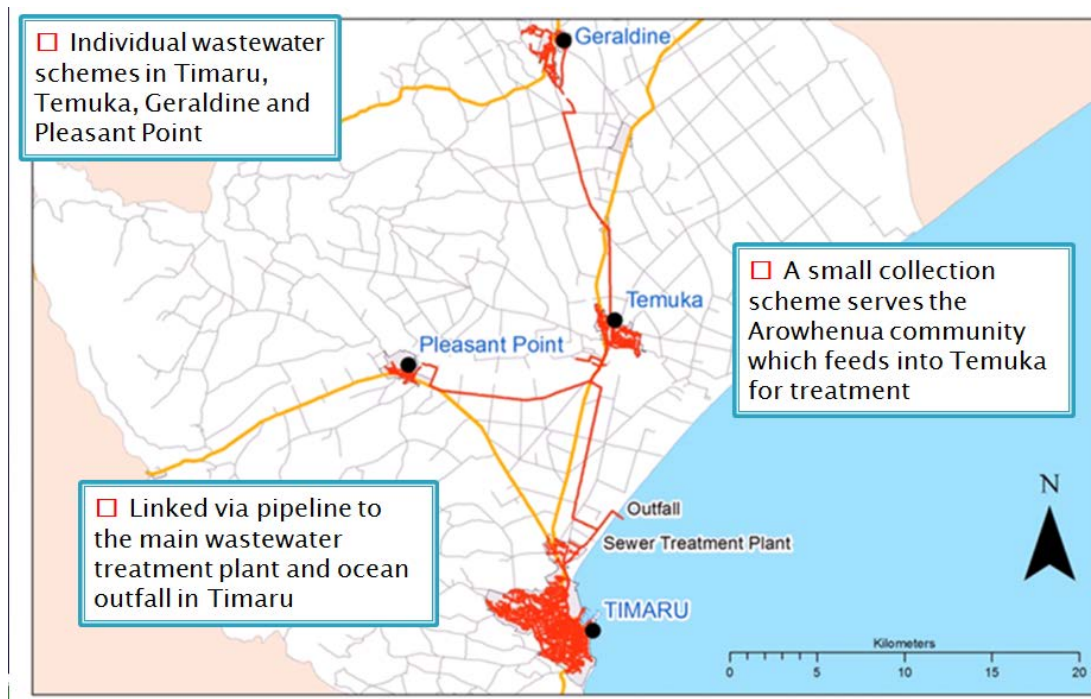 ☐ Individual wastewater
schemes in Timaru,
Temuka, Geraldine and
Pleasant Point
Geraldine
Temuka
Pleasant Point
☐ A small collection
scheme serves the
Arowhenua community
which feeds into Temuka
for treatment
☐ Linked via pipeline to
the main wastewater
treatment plant and ocean
outfall in Timaru
Outfall
Sewer Treatment Plant
TIMARU
N
Kilometers
0 5 10 15 20